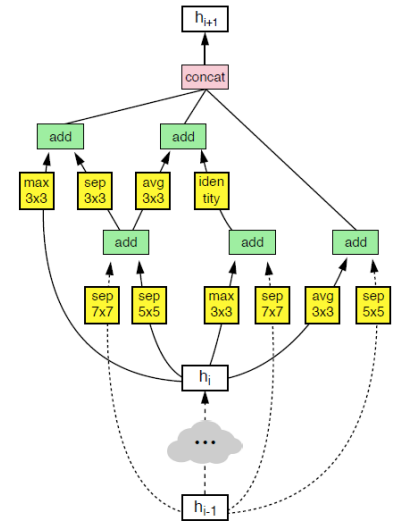 h_{i+1}
concat
add
add
max
3x3
sep
3x3
avg
3x3
iden
tity
add
add
add
sep
7x7
sep
5x5
max
3x3
sep
7x7
avg
3x3
sep
5x5
h_i
...
h_{i-1}